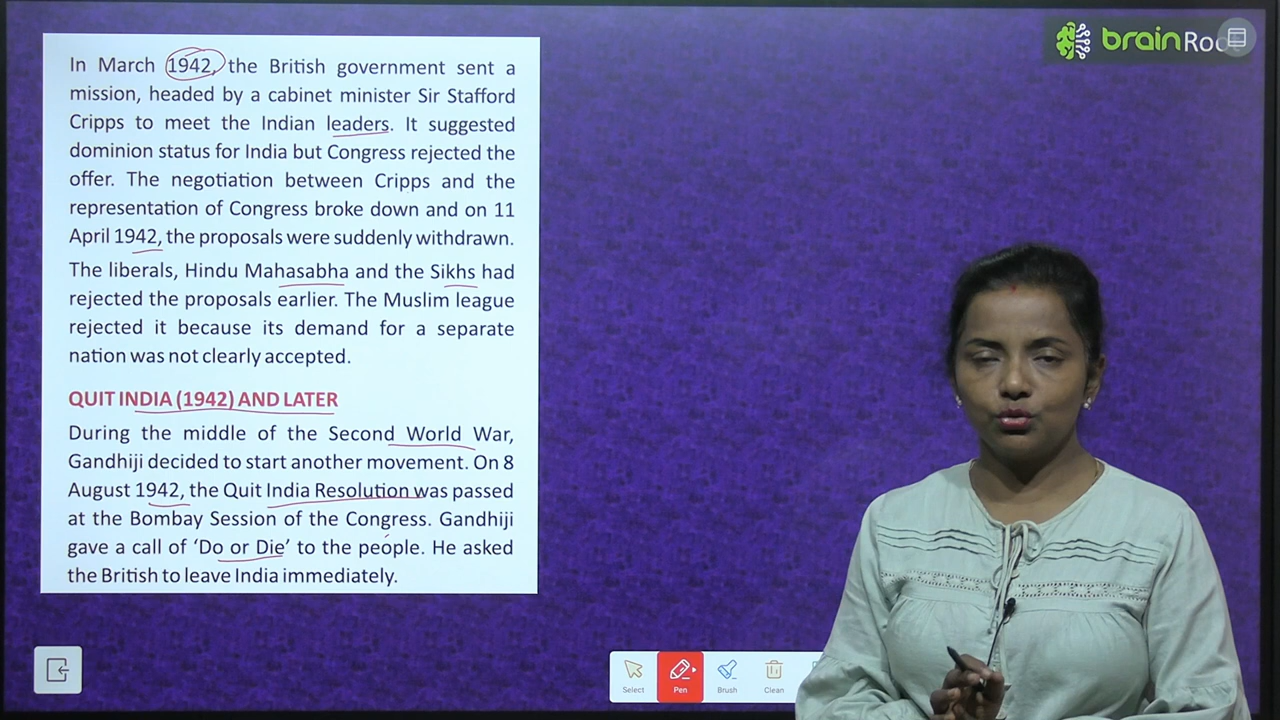 In March 1942, the British government sent a
mission, headed by a cabinet minister Sir Stafford
Cripps to meet the Indian leaders. It suggested
dominion status for India but Congress rejected the
offer. The negotiation between Cripps and the
representation of Congress broke down and on 11
April 1942, the proposals were suddenly withdrawn.
The liberals, Hindu Mahasabha and the Sikhs had
rejected the proposals earlier. The Muslim league
rejected it because its demand for a separate
nation was not clearly accepted.
QUIT INDIA (1942) AND LATER
During the middle of the Second World War,
Gandhiji decided to start another movement. On 8
August 1942, the Quit India Resolution was passed
at the Bombay Session of the Congress. Gandhiji
gave a call of ‘Do or Die’ to the people. He asked
the British to leave India immediately.
brain
Select Pen Brush Clean